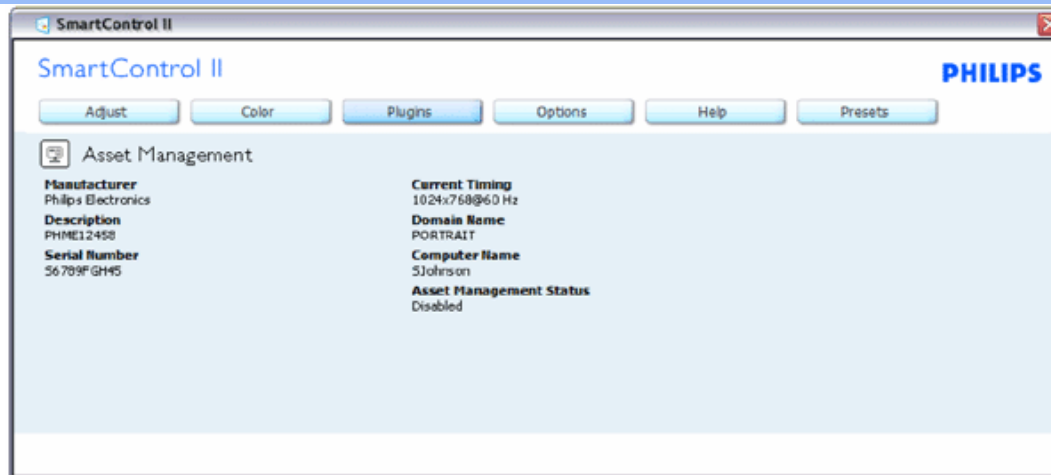 SmartControl II
SmartControl II
PHILIPS
Adjust Color Plugins Options Help Presets
Asset Management
Manufacturer
Philips Electronics
Description
PHME12458
Serial Number
56789FGH45
Current Timing
1024x768@60 Hz
Domain Name
PORTRAIT
Computer Name
SJohnson
Asset Management Status
Disabled